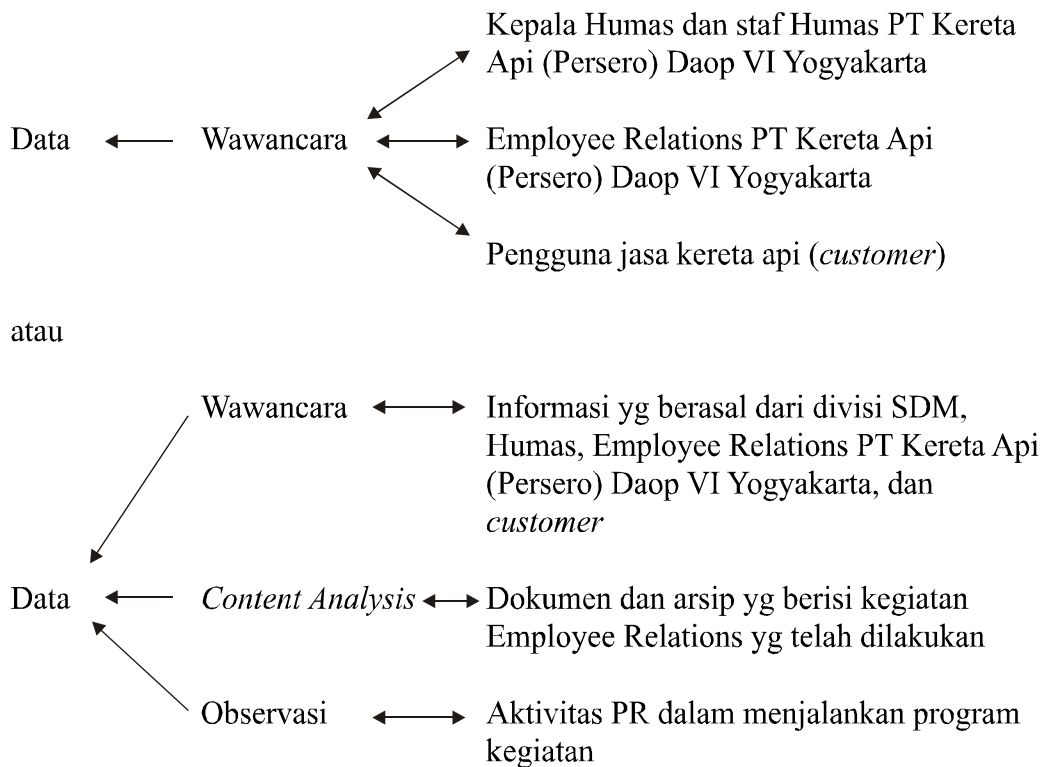 Kepala Humas dan staf Humas PT Kereta
Api (Persero) Daop VI Yogyakarta
Data Wawancara Employee Relations PT Kereta Api
(Persero) Daop VI Yogyakarta
Pengguna jasa kereta api (customer)
atau
Wawancara Informasi yg berasal dari divisi SDM,
Humas, Employee Relations PT Kereta Api
(Persero) Daop VI Yogyakarta, dan
customer
Data Content Analysis Dokumen dan arsip yg berisi kegiatan
Employee Relations yg telah dilakukan
Observasi Aktivitas PR dalam menjalankan program
kegiatan